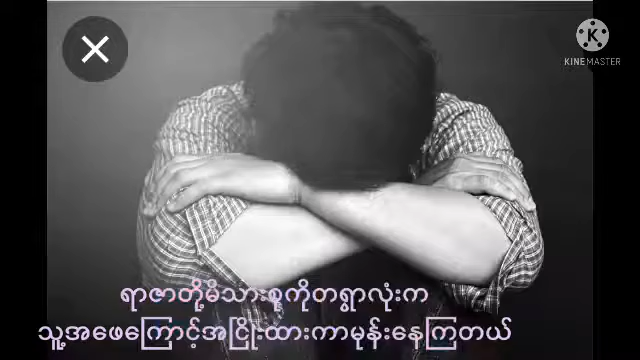 KINEMASTER
ရာဇာတို့မိသားစုကိုတရွာလုံးက
သူ့အဖေကြောင့်အငြိုးထားကာမုန်းနေကြတယ်